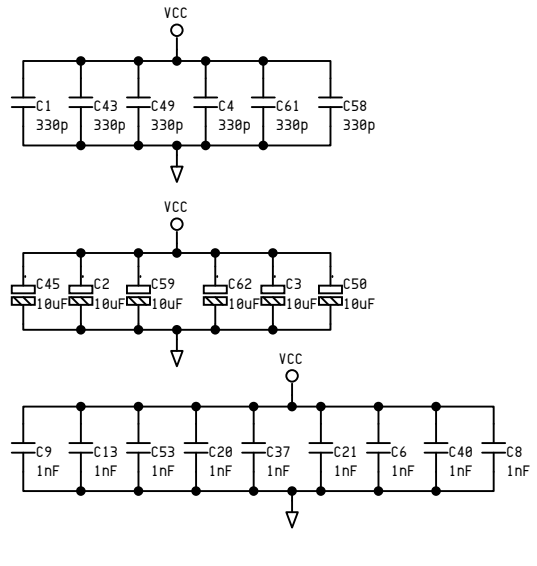 VCC
C1 C43 C49 C4 C61 C58
330p 330p 330p 330p 330p 330p
VCC
C45 C2 C59 C62 C3 C50
10uF 10uF 10uF 10uF 10uF 10uF
VCC
C9 C13 C53 C20 C37 C21 C6 C40 C8
1nF 1nF 1nF 1nF 1nF 1nF 1nF 1nF 1nF